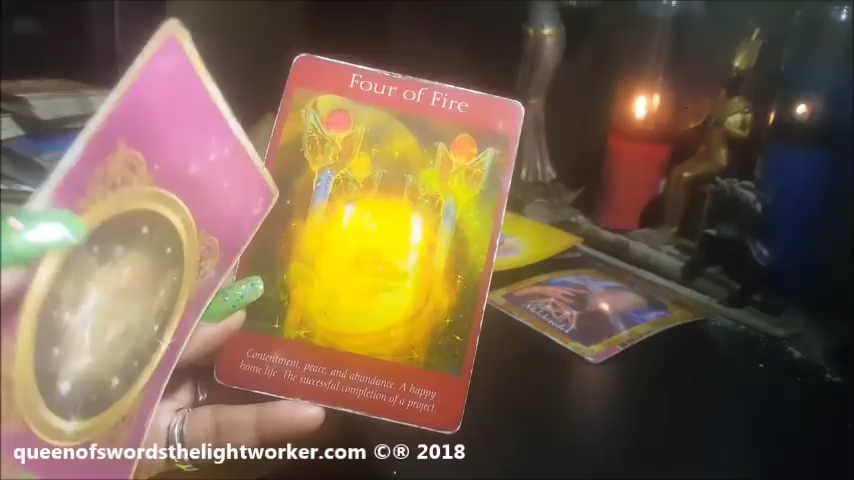 Four of Fire
Contentment, peace, and abundance. A happy
home life. The successful completion of a project.
queenofswordsthelightworker.com ©® 2018